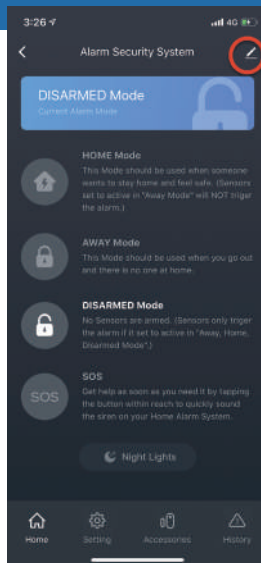 3:26
4G
Alarm Security System
DISARMED Mode
Current Alarm Mode
HOME Mode
This Mode should be used when someone
wants to stay home and feel safe. (Sensors
set to active in "Away Mode" will NOT triger
the alarm.)
AWAY Mode
This Mode should be used when you go out
and there is no one at home.
DISARMED Mode
No Sensors are armed. (Sensors only triger
the alarm if it set to active in "Away, Home,
Disarmed Mode".)
SOS
SOS
Get help as soon as you need it by tapping
the button within reach to quickly sound
the siren on your Home Alarm System.
Night Lights
Home
Setting
Accessories
History